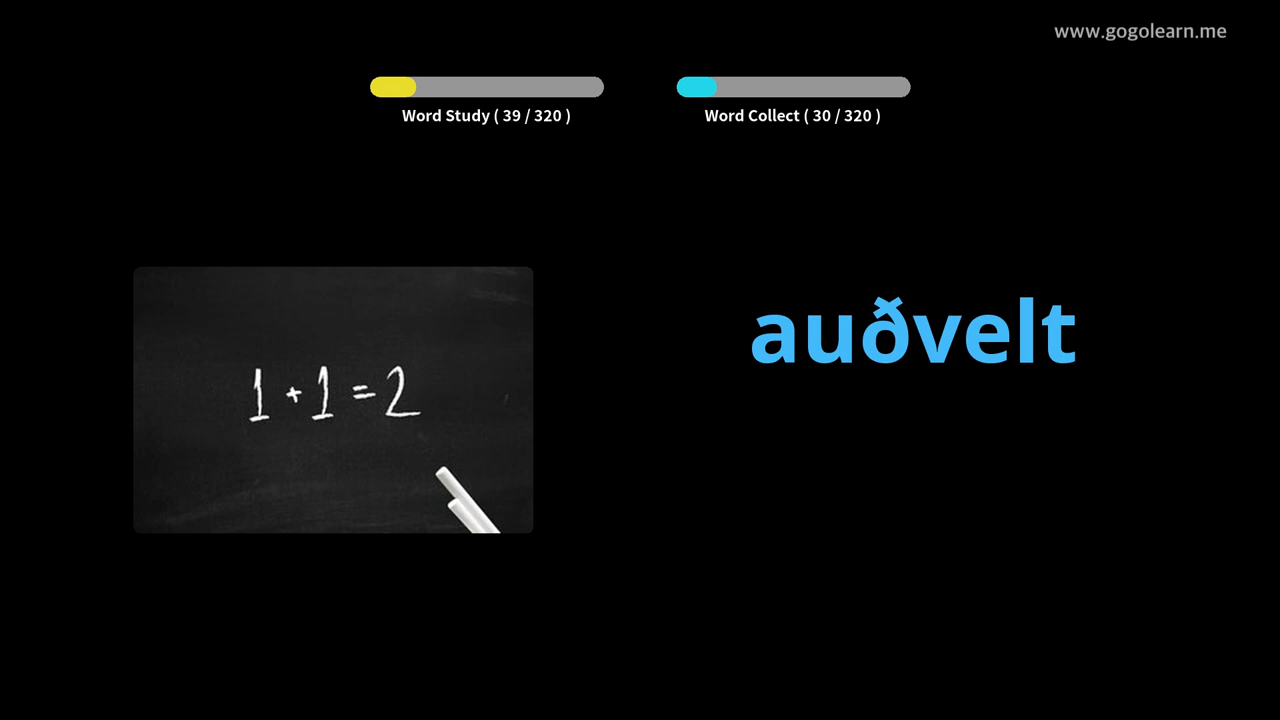 www.gogolearn.me
Word Study ( 39 / 320 )
Word Collect ( 30 / 320 )
auðvelt
1 + 1 = 2